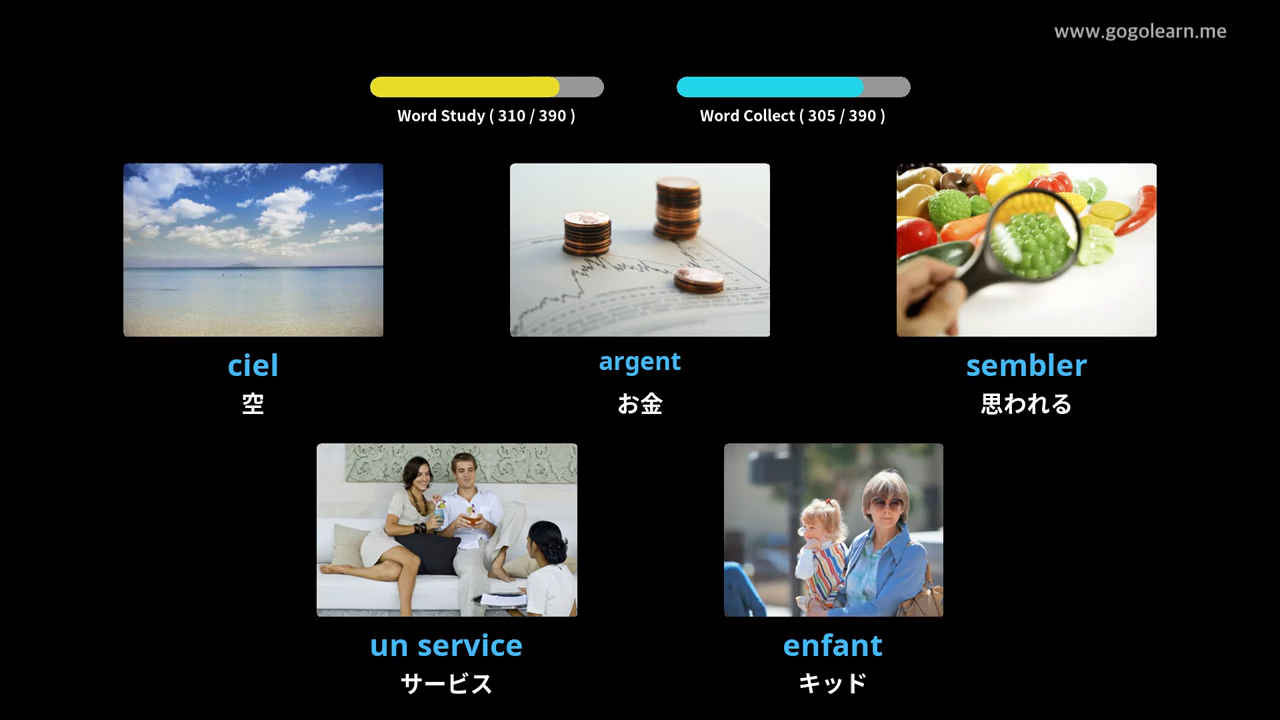 www.gogolearn.me
Word Study ( 310 / 390 )
Word Collect ( 305 / 390 )
ciel
空
argent
お金
sembler
思われる
un service
サービス
enfant
キッド